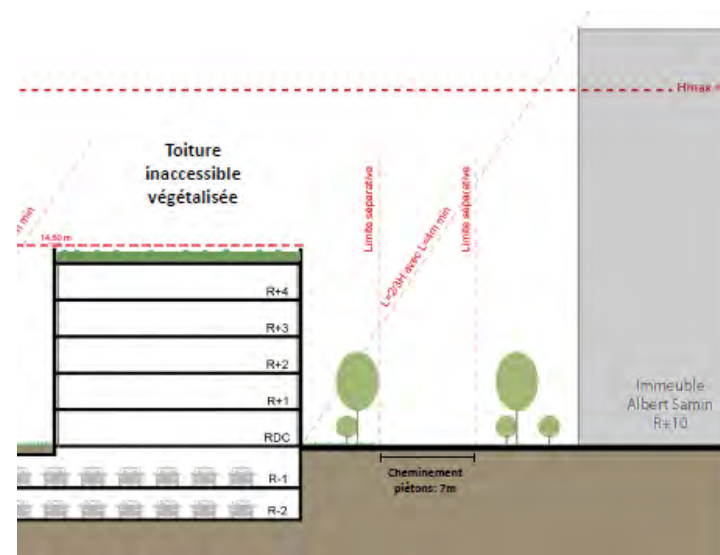 Hmax =
Toiture
inaccessible
végétalisée
min
14.50 m
Limite séparative
L=2/3H avec L=4m min
Limite séparative
R+4
R+3
R+2
R+1
RDC
R-1
R-2
Immeuble
Albert Samin
R+10
Cheminement
piétons: 7m